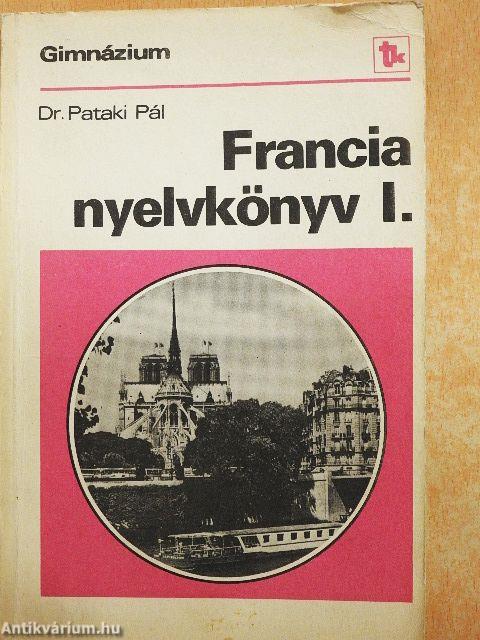 Gimnázium
tk
Dr. Pataki Pál
Francia
nyelvkönyv I.
Antikvárium.hu